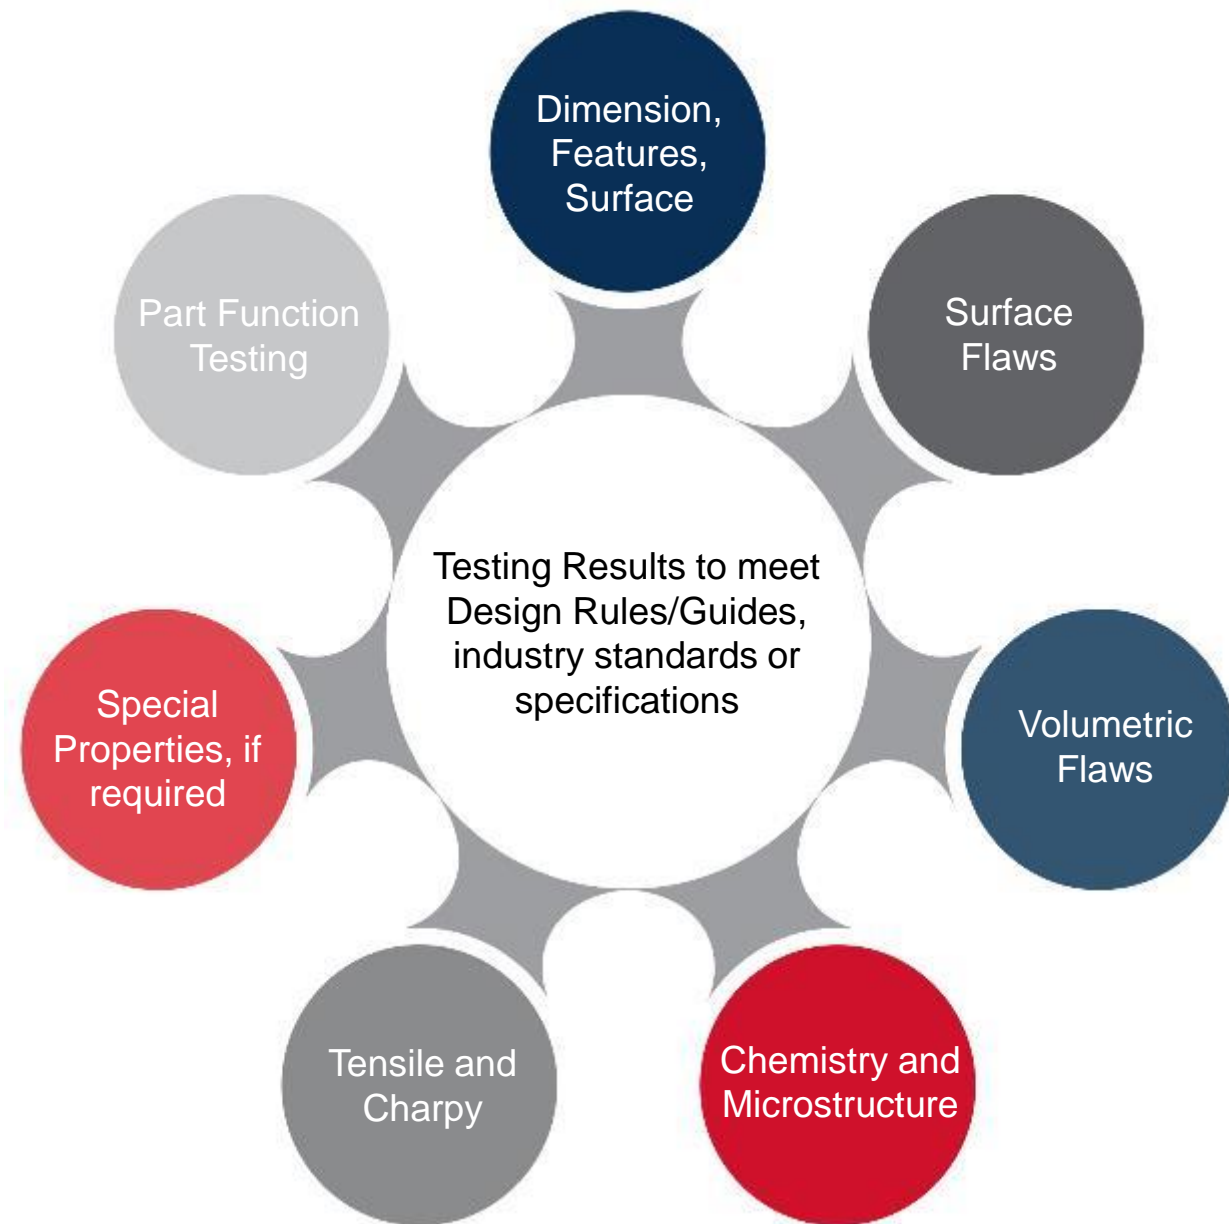 Dimension,
Features,
Surface
Surface
Flaws
Volumetric
Flaws
Chemistry and
Microstructure
Tensile and
Charpy
Special
Properties, if
required
Part Function
Testing
Testing Results to meet
Design Rules/Guides,
industry standards or
specifications